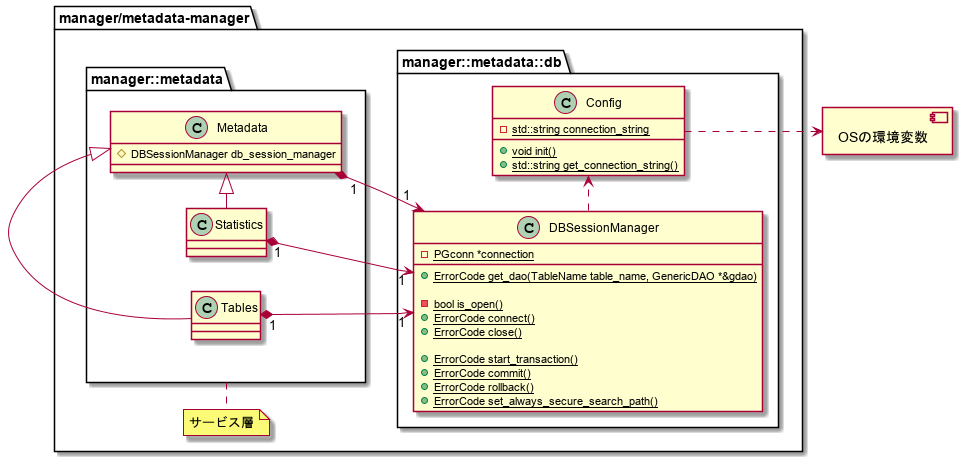 manager/metadata-manager
manager::metadata
C Metadata
DBSessionManager db_session_manager
1
C Statistics
1
C Tables
1
サービス層
manager::metadata::db
C Config
std::string connection_string
void init()
std::string get_connection_string()
1
1
1
C DBSessionManager
PGconn *connection
ErrorCode get_dao(TableName table_name, GenericDAO *&gdao)
bool is_open()
ErrorCode connect()
ErrorCode close()
ErrorCode start_transaction()
ErrorCode commit()
ErrorCode rollback()
ErrorCode set_always_secure_search_path()
OSの環境変数